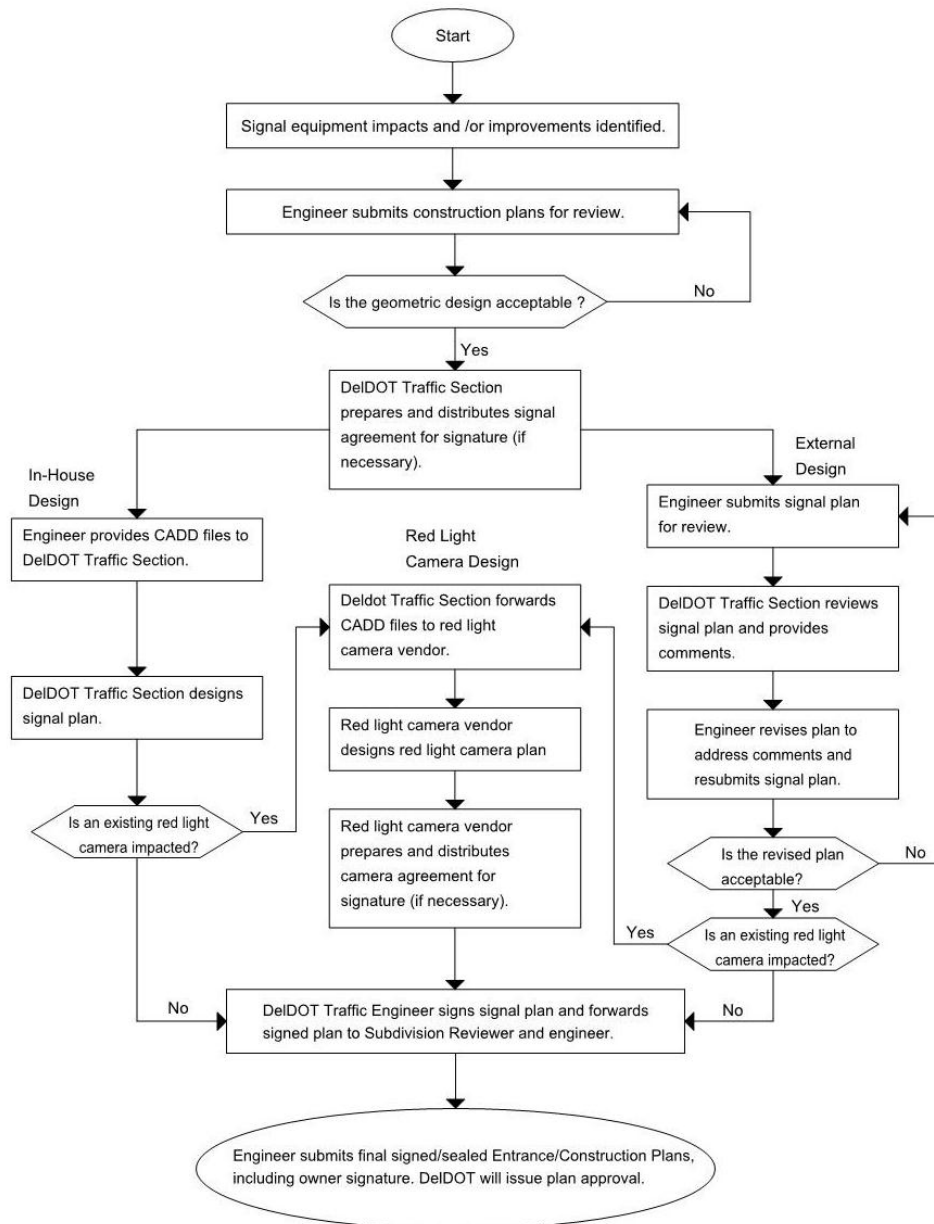 Start
Signal equipment impacts and /or improvements identified.
Engineer submits construction plans for review.
Is the geometric design acceptable ?
No
Yes
DelDOT Traffic Section
prepares and distributes signal
agreement for signature (if
necessary).
In-House
Design
Engineer provides CADD files to
DelDOT Traffic Section.
DelDOT Traffic Section designs
signal plan.
Is an existing red light
camera impacted?
Yes
No
Red Light
Camera Design
Deldot Traffic Section forwards
CADD files to red light
camera vendor.
Red light camera vendor
designs red light camera plan
Red light camera vendor
prepares and distributes
camera agreement for
signature (if necessary).
External
Design
Engineer submits signal plan
for review.
DelDOT Traffic Section reviews
signal plan and provides
comments.
Engineer revises plan to
address comments and
resubmits signal plan.
Is the revised plan
acceptable?
No
Yes
Is an existing red light
camera impacted?
Yes
No
DelDOT Traffic Engineer signs signal plan and forwards
signed plan to Subdivision Reviewer and engineer.
Engineer submits final signed/sealed Entrance/Construction Plans,
including owner signature. DelDOT will issue plan approval.